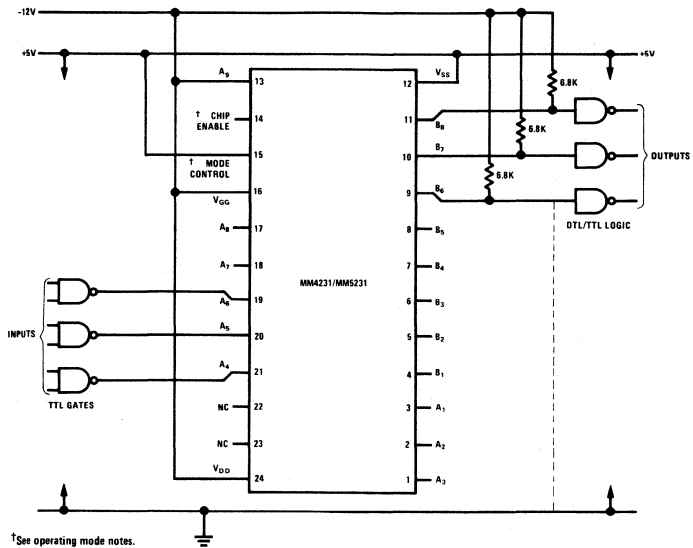 -12V
+5V
+5V
A9
13
VSS
12
6.8K
† CHIP
ENABLE
14
11
B8
6.8K
† MODE
CONTROL
15
10
B7
OUTPUTS
16
VGG
9
B6
6.8K
DTL/TTL LOGIC
A8
17
8
B5
A7
18
7
B4
MM4231/MM5231
A6
19
6
B3
INPUTS
A5
20
5
B2
A4
21
4
B1
TTL GATES
NC
22
3
A1
NC
23
2
A2
VDD
24
1
A3
†See operating mode notes.